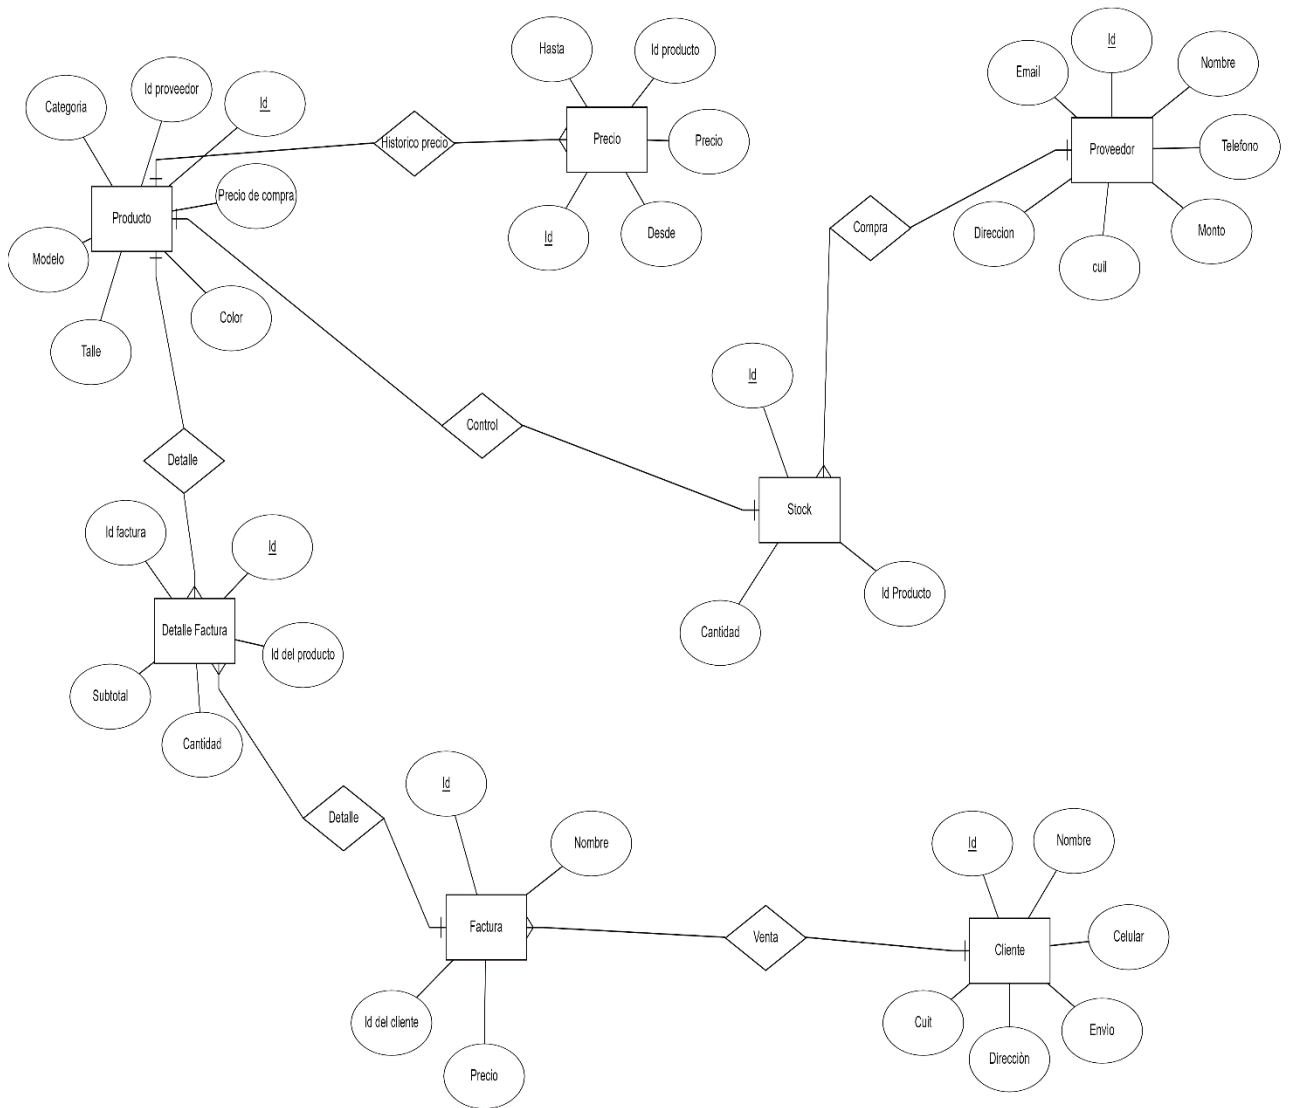 Hasta
Id producto
Id
Nombre
Email
Id proveedor
Id
Categoria
Historico precio
Precio
Precio
Proveedor
Telefono
Precio de compra
Producto
Modelo
Id
Desde
Compra
Direccion
Monto
cuil
Color
Talle
Id
Control
Detalle
Stock
Id factura
Id
Id Producto
Cantidad
Detalle Factura
Id del producto
Subtotal
Cantidad
Id
Detalle
Nombre
Id
Nombre
Factura
Venta
Cliente
Celular
Id del cliente
Cuit
Envio
Direcciòn
Precio